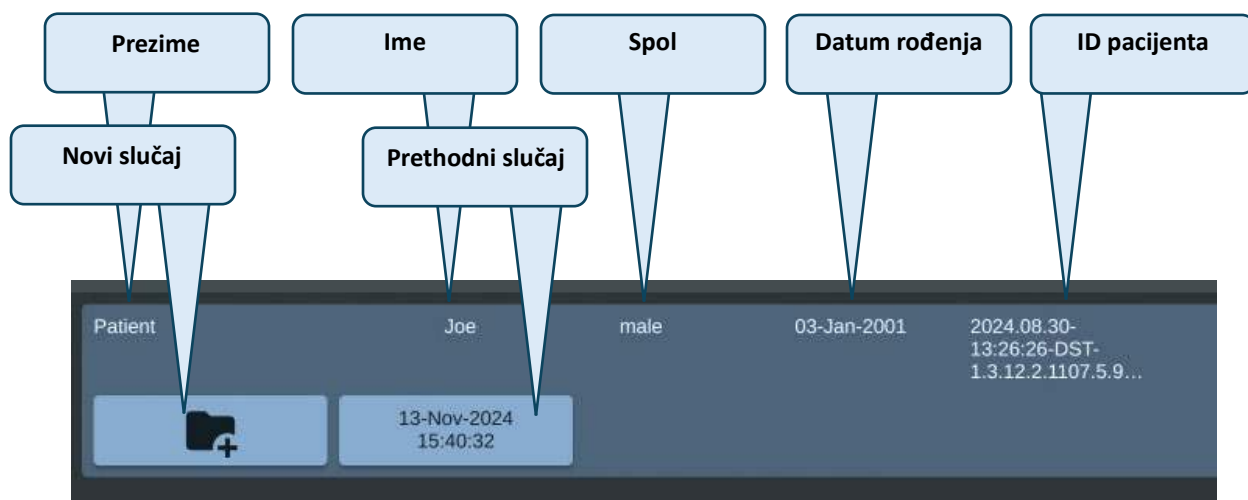 Prezime
Ime
Spol
Datum rođenja
ID pacijenta
Novi slučaj
Prethodni slučaj
Patient
Joe
male
03-Jan-2001
2024.08.30-
13:26:26-DST-
1.3.12.2.1107.5.9...
13-Nov-2024
15:40:32